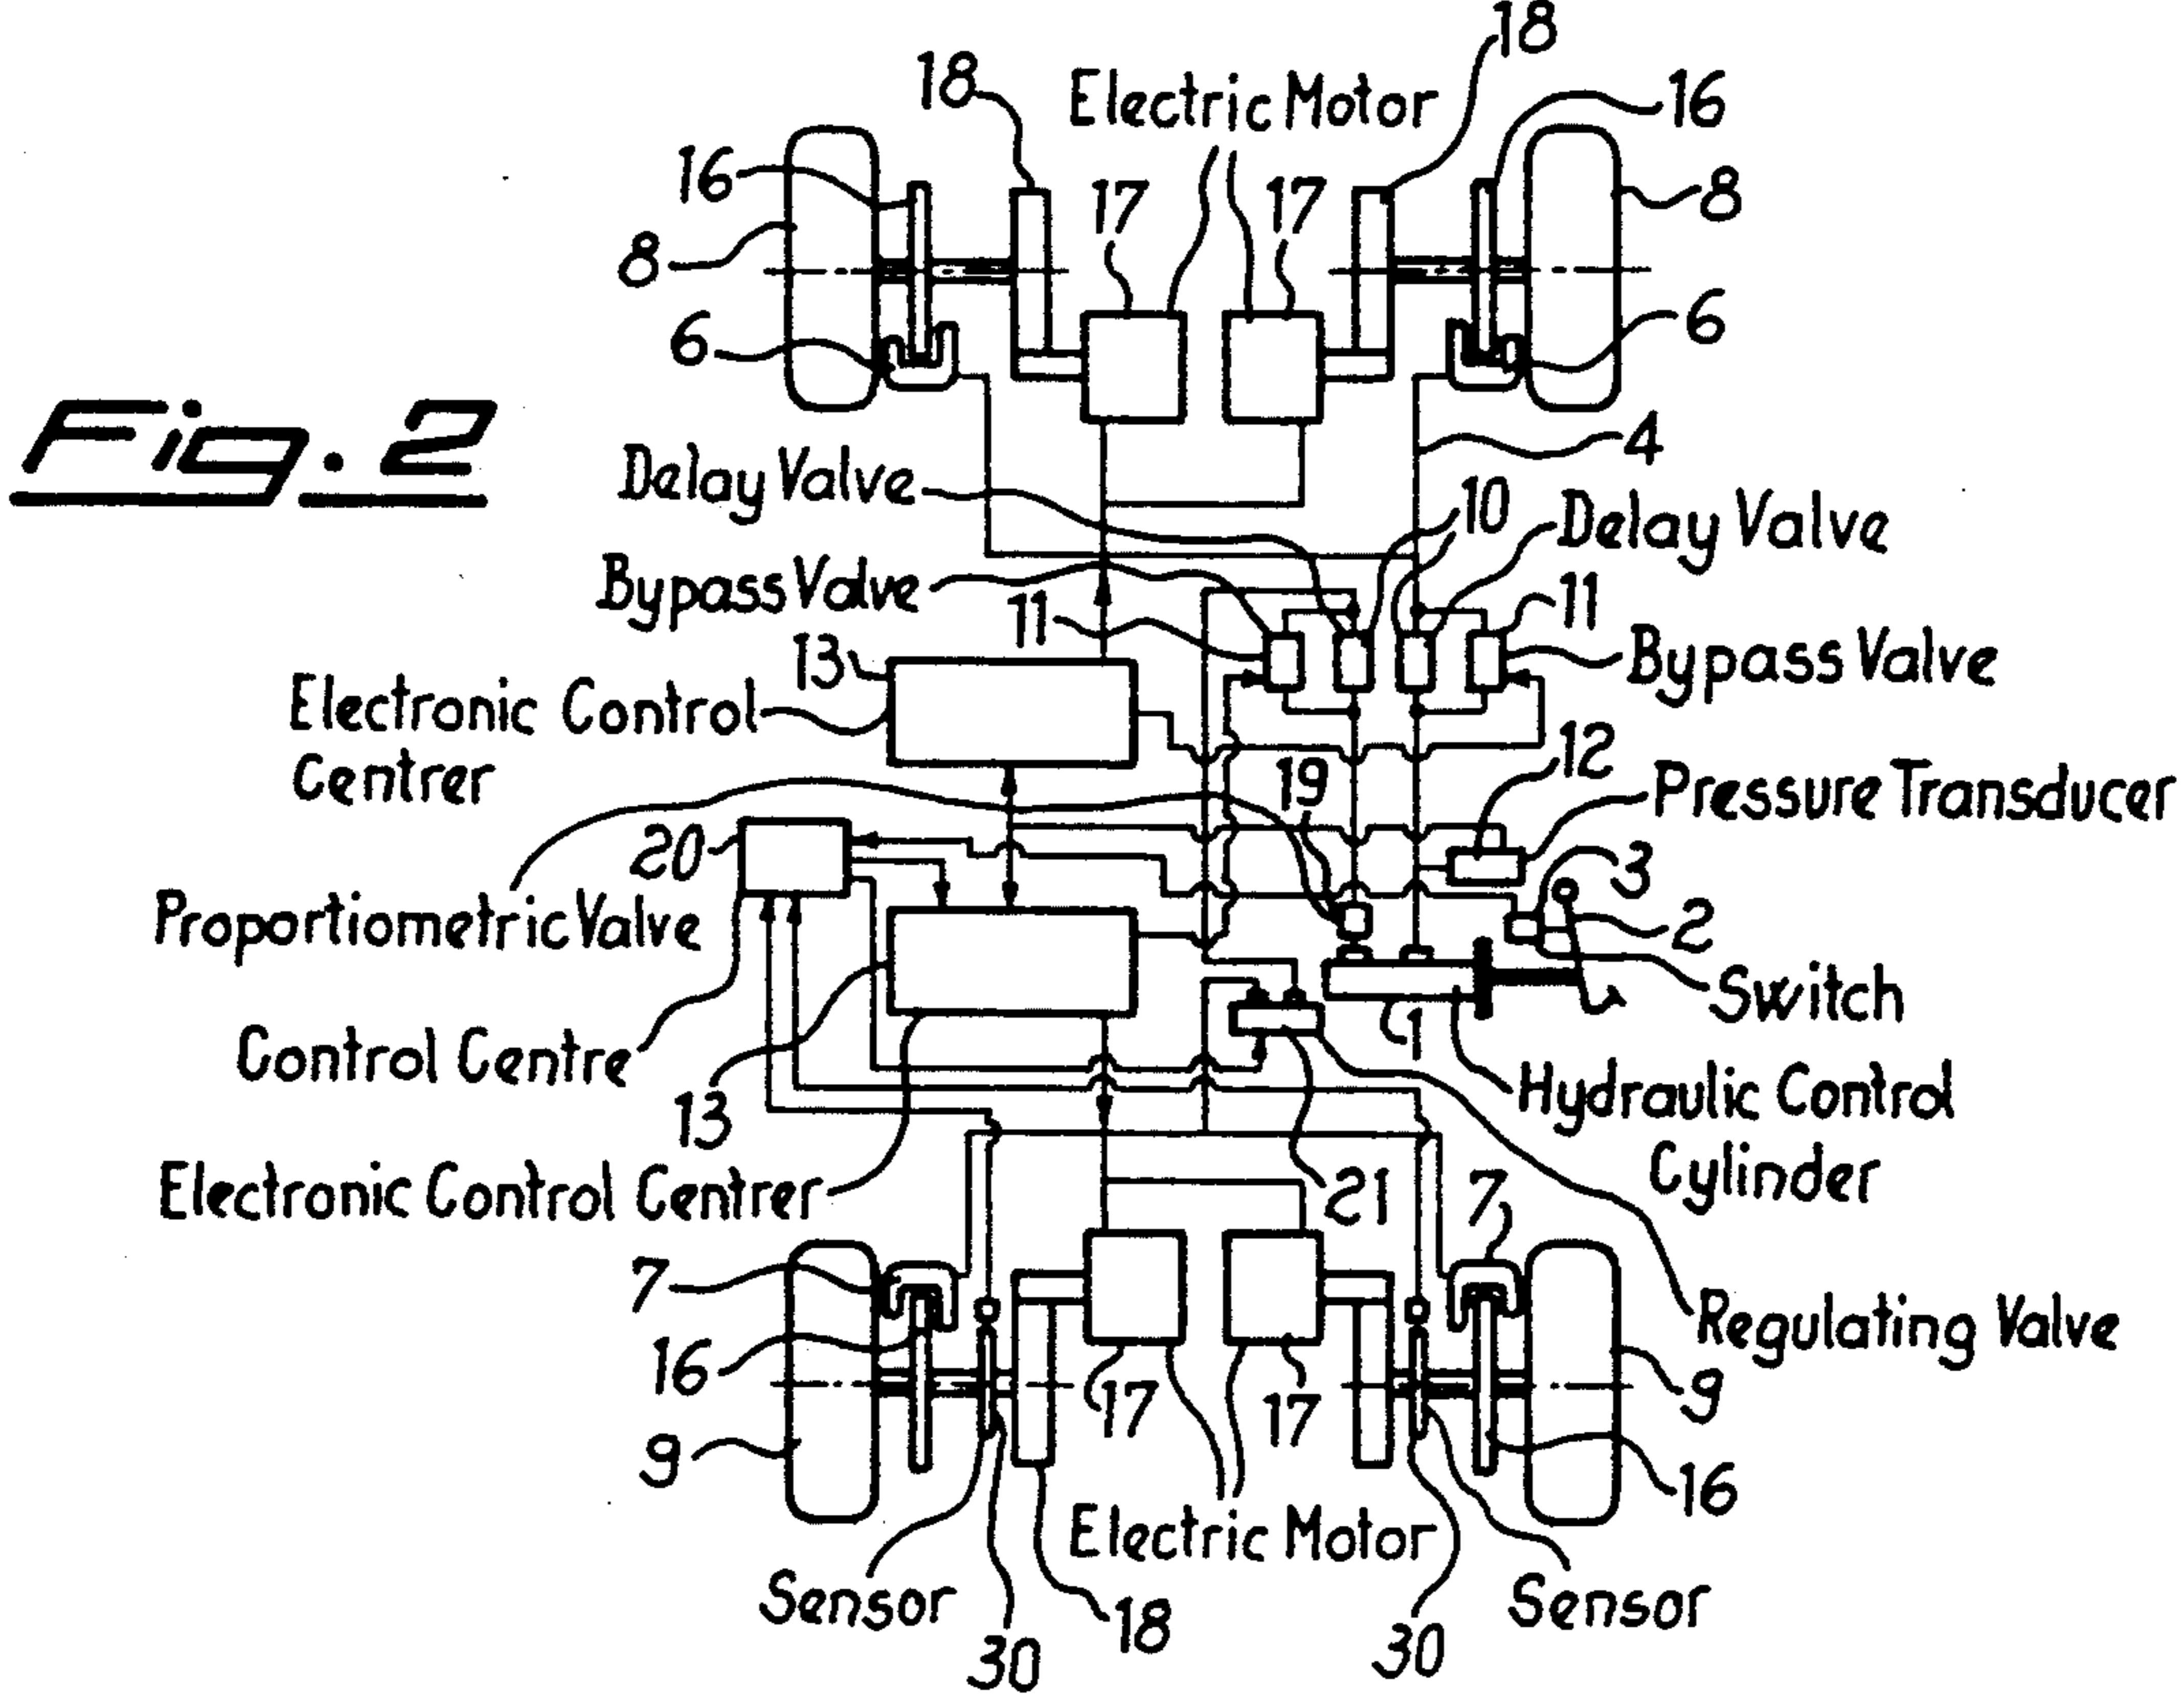 18
18
Electric Motor
16
16
17
17
8
8
6
6
Fig. 2
4
Delay Valve
10
Delay Valve
Bypass Valve
11
11
13
Bypass Valve
Electronic Control
Centrer
12
19
Pressure Transducer
20
3
Proportiometric Valve
2
Switch
1
Control Centre
Hydraulic Control
Cylinder
13
Electronic Control Centrer
21
7
7
Regulating Valve
16
17
17
9
9
16
Electric Motor
Sensor
Sensor
18
30
30